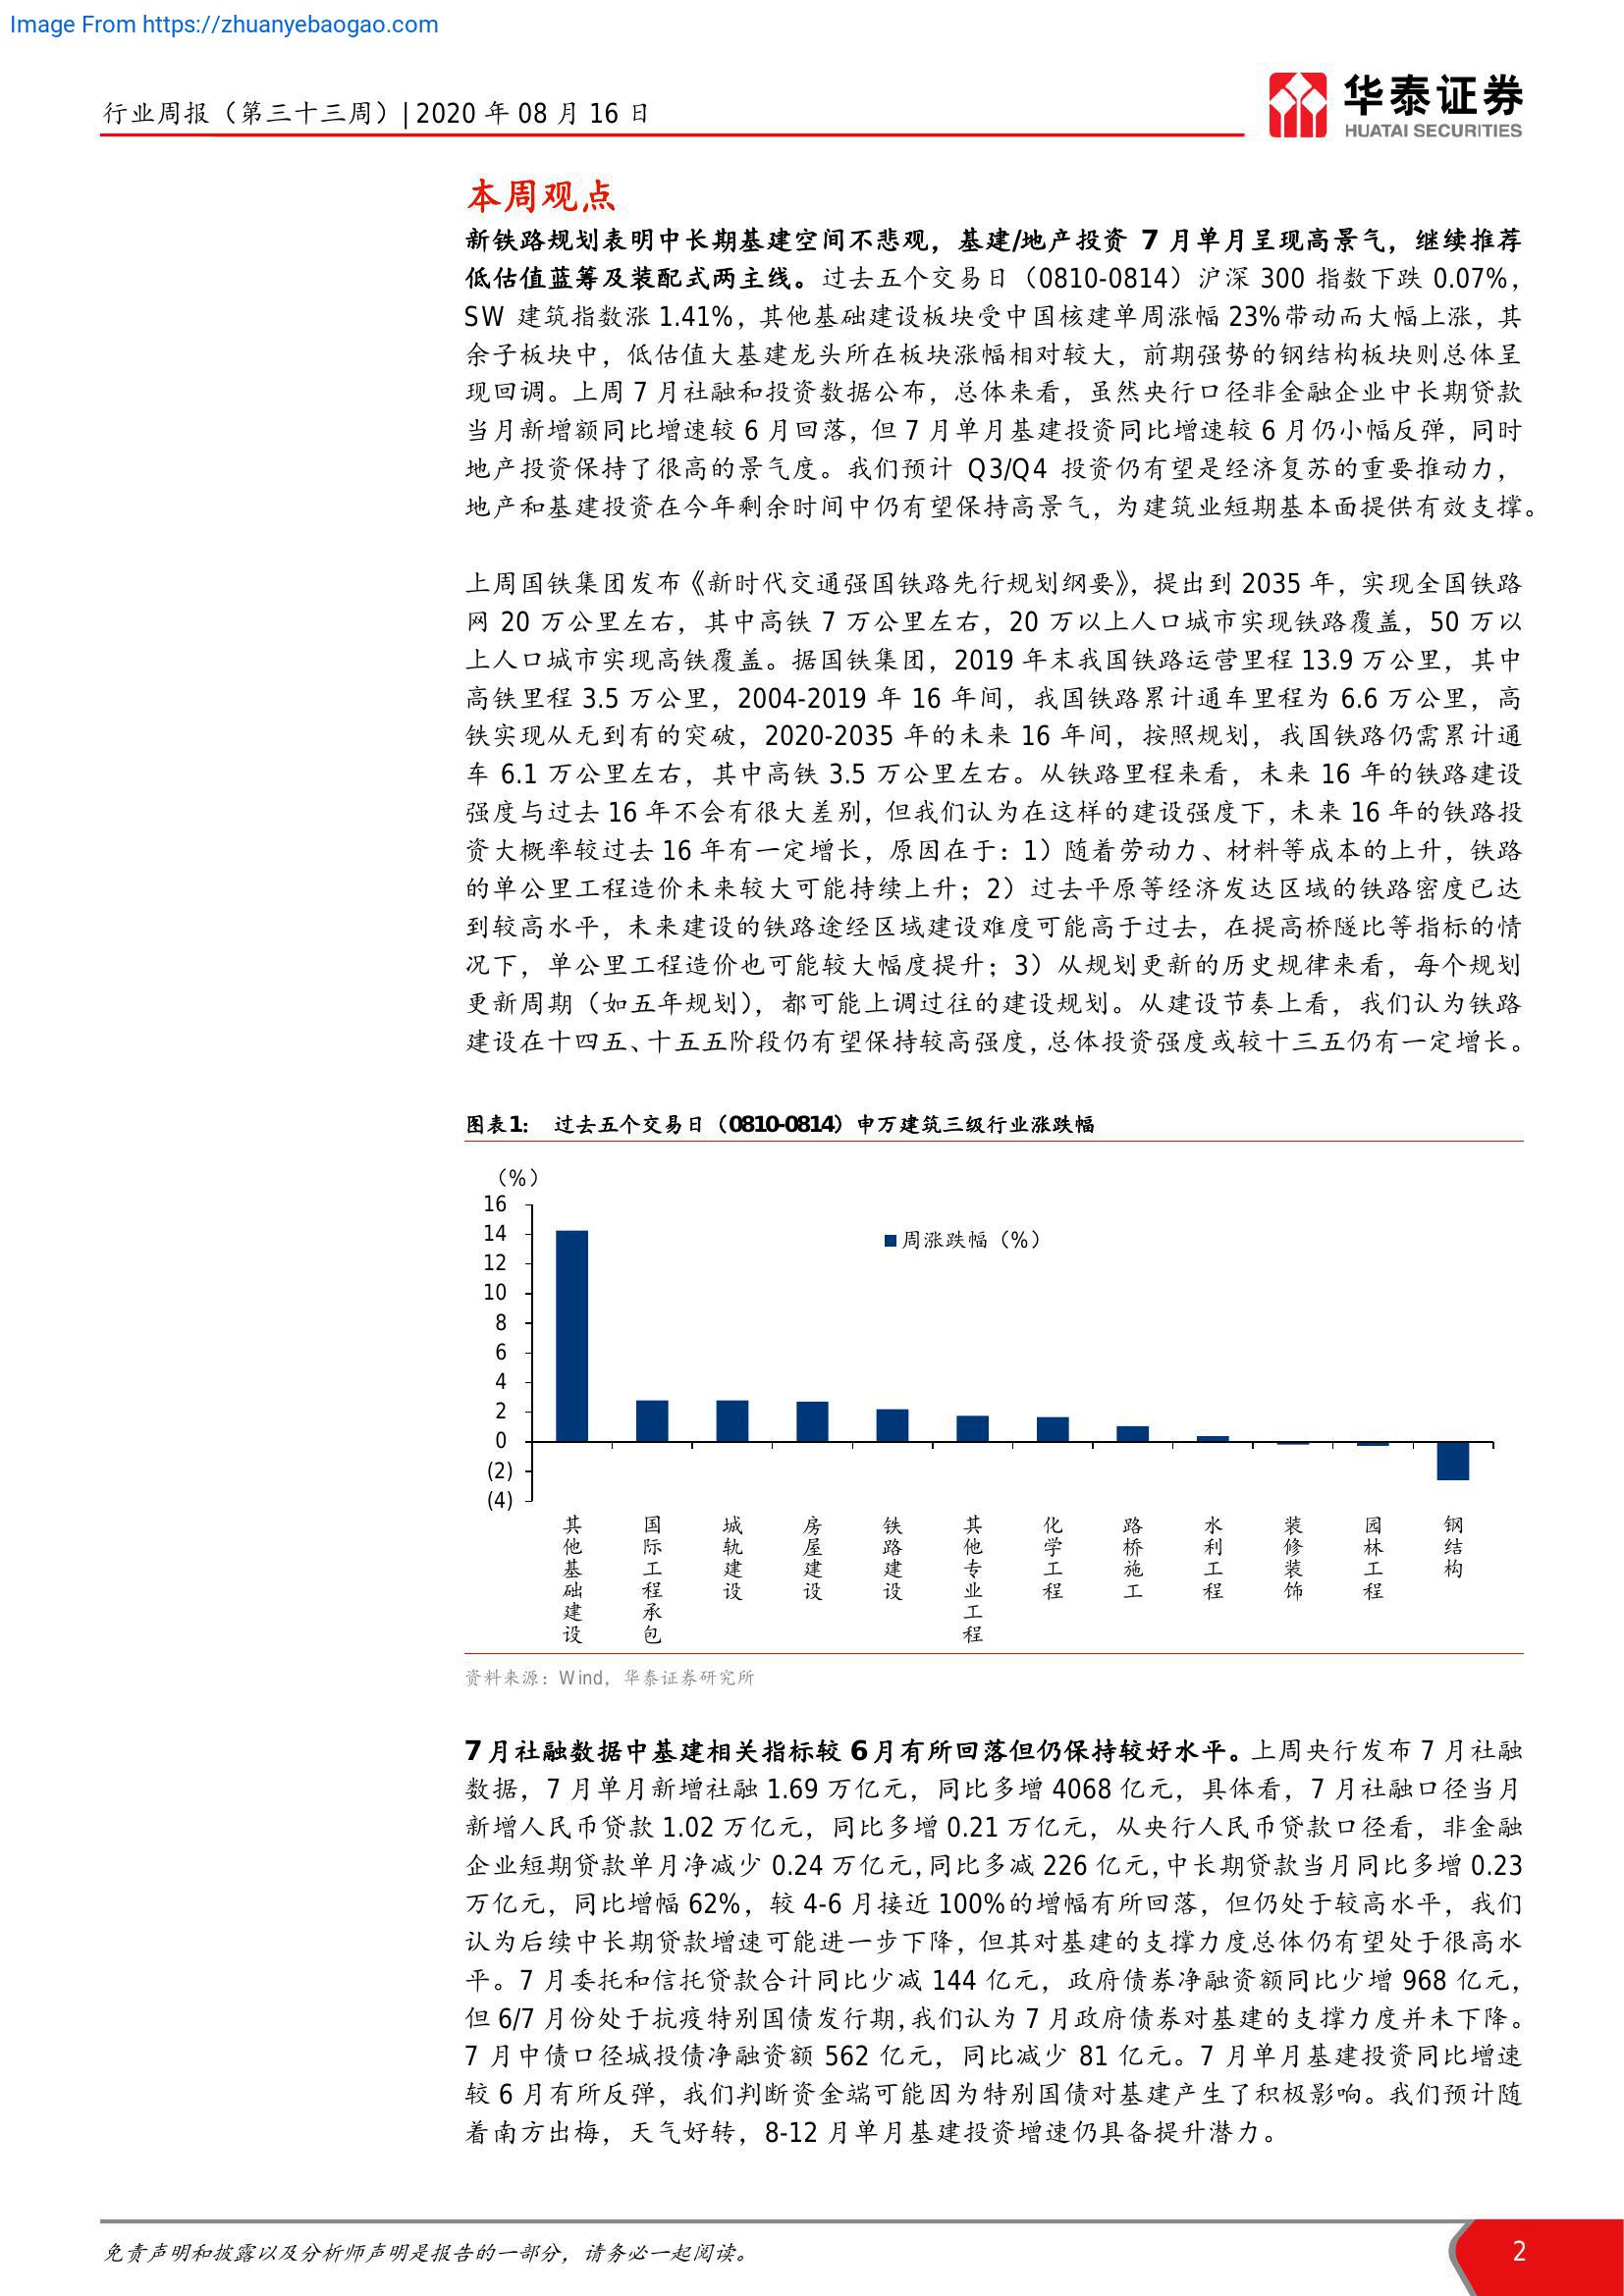 Image From https://zhuanyebaogao.com
行业周报（第三十三周）| 2020 年 08 月 16 日
华泰证券
HUATAI SECURITIES
本周观点
新铁路规划表明中长期基建空间不悲观，基建/地产投资 7 月单月呈现高景气，继续推荐
低估值蓝筹及装配式两主线。过去五个交易日（0810-0814）沪深 300 指数下跌 0.07%，
SW 建筑指数涨 1.41%，其他基础建设板块受中国核建单周涨幅 23%带动而大幅上涨，其
余子板块中，低估值大基建龙头所在板块涨幅相对较大，前期强势的钢结构板块则总体呈
现回调。上周 7 月社融和投资数据公布，总体来看，虽然央行口径非金融企业中长期贷款
当月新增额同比增速较 6 月回落，但 7 月单月基建投资同比增速较 6 月仍小幅反弹，同时
地产投资保持了很高的景气度。我们预计 Q3/Q4 投资仍有望是经济复苏的重要推动力，
地产和基建投资在今年剩余时间中仍有望保持高景气，为建筑业短期基本面提供有效支撑。
上周国铁集团发布《新时代交通强国铁路先行规划纲要》，提出到 2035 年，实现全国铁路
网 20 万公里左右，其中高铁 7 万公里左右，20 万以上人口城市实现铁路覆盖，50 万以
上人口城市实现高铁覆盖。据国铁集团，2019 年末我国铁路运营里程 13.9 万公里，其中
高铁里程 3.5 万公里，2004-2019 年 16 年间，我国铁路累计通车里程为 6.6 万公里，高
铁实现从无到有的突破，2020-2035 年的未来 16 年间，按照规划，我国铁路仍需累计通
车 6.1 万公里左右，其中高铁 3.5 万公里左右。从铁路里程来看，未来 16 年的铁路建设
强度与过去 16 年不会有很大差别，但我们认为在这样的建设强度下，未来 16 年的铁路投
资大概率较过去 16 年有一定增长，原因在于：1）随着劳动力、材料等成本的上升，铁路
的单公里工程造价未来较大可能持续上升；2）过去平原等经济发达区域的铁路密度已达
到较高水平，未来建设的铁路途经区域建设难度可能高于过去，在提高桥隧比等指标的情
况下，单公里工程造价也可能较大幅度提升；3）从规划更新的历史规律来看，每个规划
更新周期（如五年规划），都可能上调过往的建设规划。从建设节奏上看，我们认为铁路
建设在十四五、十五五阶段仍有望保持较高强度，总体投资强度或较十三五仍有一定增长。
图表1： 过去五个交易日（0810-0814）申万建筑三级行业涨跌幅
（%）
16
14
12
10
8
6
4
2
0
(2)
(4)
周涨跌幅（%）
其他基础建设
国际工程承包
城轨建设
房屋建设
铁路建设
其他专业工程
化学工程
路桥施工
水利工程
装修装饰
园林工程
钢结构
资料来源：Wind，华泰证券研究所
7 月社融数据中基建相关指标较 6 月有所回落但仍保持较好水平。上周央行发布 7 月社融
数据，7 月单月新增社融 1.69 万亿元，同比多增 4068 亿元，具体看，7 月社融口径当月
新增人民币贷款 1.02 万亿元，同比多增 0.21 万亿元，从央行人民币贷款口径看，非金融
企业短期贷款单月净减少 0.24 万亿元，同比多减 226 亿元，中长期贷款当月同比多增 0.23
万亿元，同比增幅 62%，较 4-6 月接近 100%的增幅有所回落，但仍处于较高水平，我们
认为后续中长期贷款增速可能进一步下降，但其对基建的支撑力度总体仍有望处于很高水
平。7 月委托和信托贷款合计同比少减 144 亿元，政府债券净融资额同比少增 968 亿元，
但 6/7 月份处于抗疫特别国债发行期，我们认为 7 月政府债券对基建的支撑力度并未下降。
7 月中债口径城投债净融资额 562 亿元，同比减少 81 亿元。7 月单月基建投资同比增速
较 6 月有所反弹，我们判断资金端可能因为特别国债对基建产生了积极影响。我们预计随
着南方出梅，天气好转，8-12 月单月基建投资增速仍具备提升潜力。
免责声明和披露以及分析师声明是报告的一部分，请务必一起阅读。
2